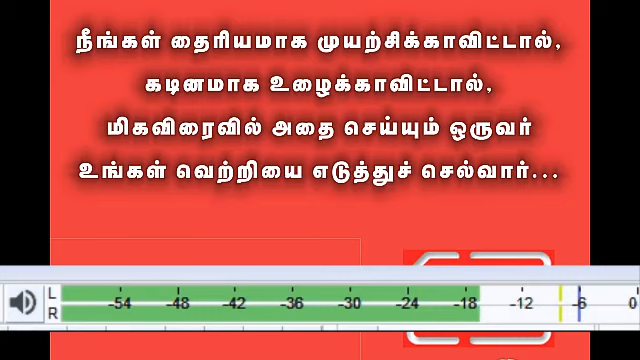 நீங்கள் தைரியமாக முயற்சிக்காவிட்டால்,
கடினமாக உழைக்காவிட்டால்,
மிகவிரைவில் அதை செய்யும் ஒருவர்
உங்கள் வெற்றியை எடுத்துச் செல்வார்...
L
-54 -48 -42 -36 -30 -24 -18 -12 -6 0
R